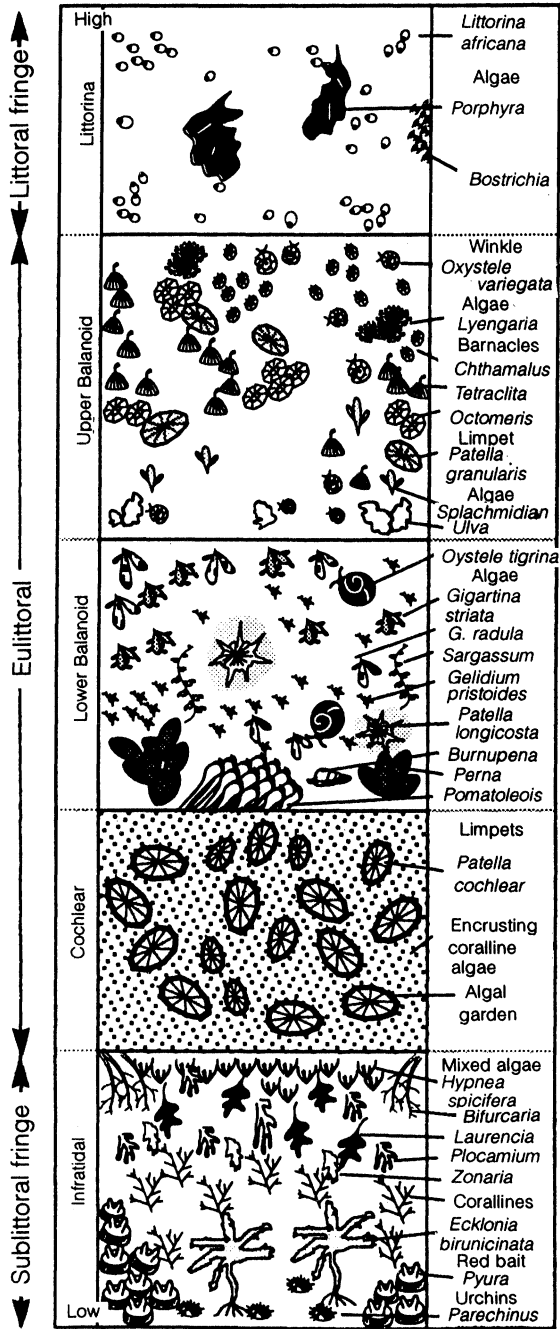 High
Littoral fringe
Littorina
Littorina
africana
Algae
Porphyra
Bostrichia
Eulittoral
Upper Balanoid
Winkle
Oxystele
variegata
Algae
Lyengaria
Barnacles
Chthamalus
Tetraclita
Octomeris
Limpet
Patella
granularis
Algae
Splachmidian
Ulva
Lower Balanoid
Oystele tigrina
Algae
Gigartina
striata
G. radula
Sargassum
Gelidium
pristoides
Patella
longicosta
Burnupena
Perna
Pomatoleois
Cochlear
Limpets
Patella
cochlear
Encrusting
coralline
algae
Algal
garden
Sublittoral fringe
Infratidal
Mixed algae
Hypnea
spicifera
Bifurcaria
Laurencia
Plocamium
Zonaria
Corallines
Ecklonia
birunicinata
Red bait
Pyura
Urchins
Parechinus
Low